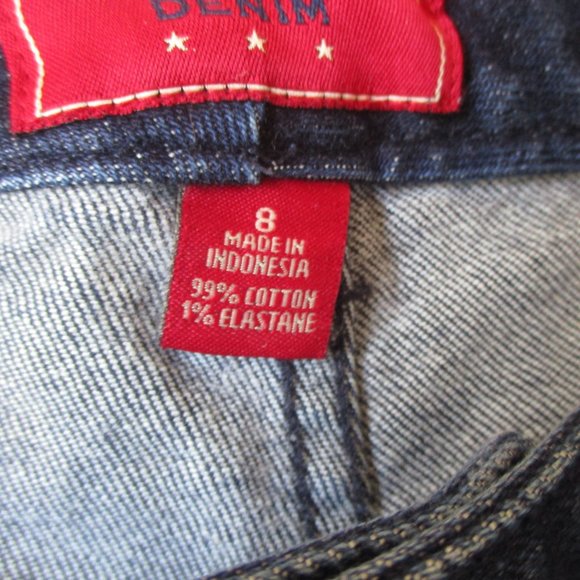 DENIM
8
MADE IN
INDONESIA
99% COTTON
1% ELASTANE